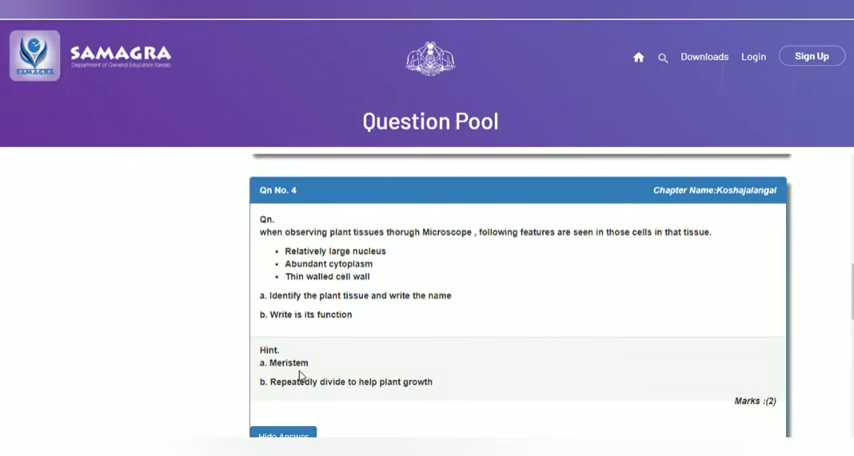 SAMAGRA
Department of General Education Kerala
SAMAGRA
Downloads
Login
Sign Up
Question Pool
Qn No. 4
Chapter Name:Koshajalangal
Qn.
when observing plant tissues thorugh Microscope , following features are seen in those cells in that tissue.
• Relatively large nucleus
• Abundant cytoplasm
• Thin walled cell wall
a. Identify the plant tissue and write the name
b. Write is its function
Hint.
a. Meristem
b. Repeatedly divide to help plant growth
Marks :(2)
Hide Answer